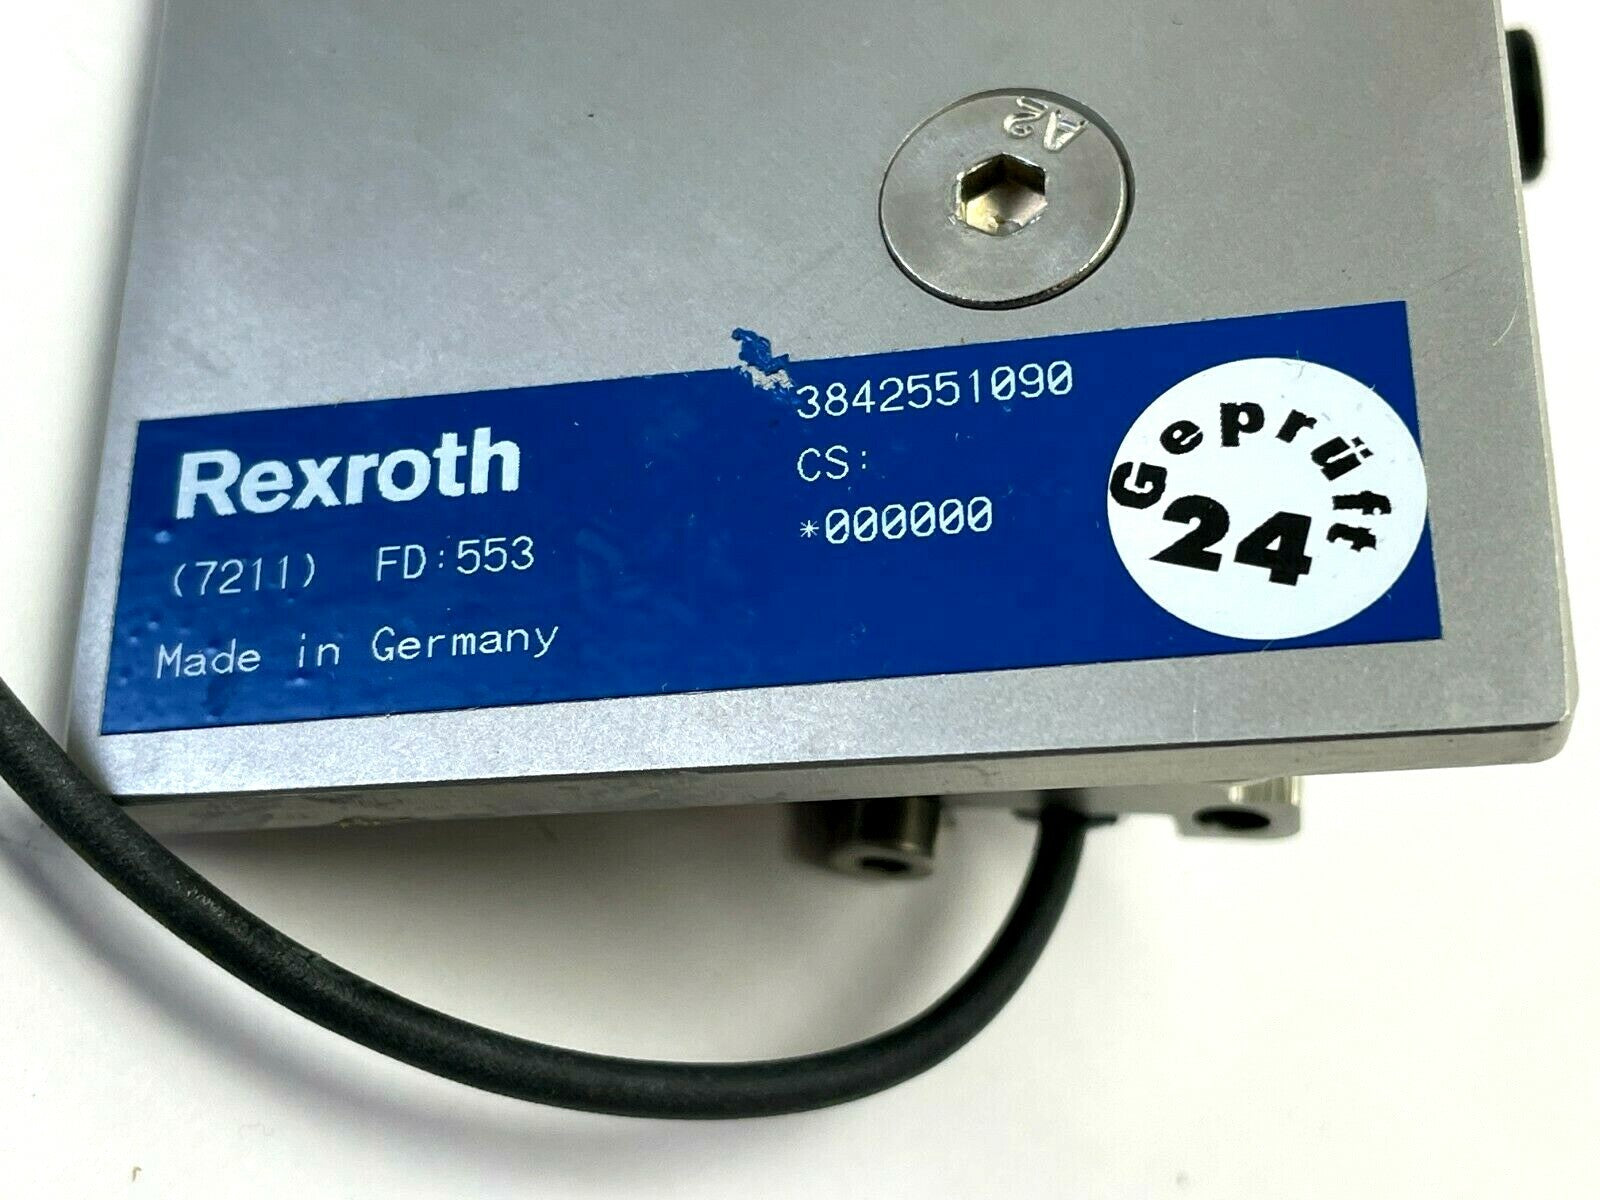 A2
Rexroth
(7211) FD:553
Made in Germany
3842551090
CS:
*000000
Geprüft
24